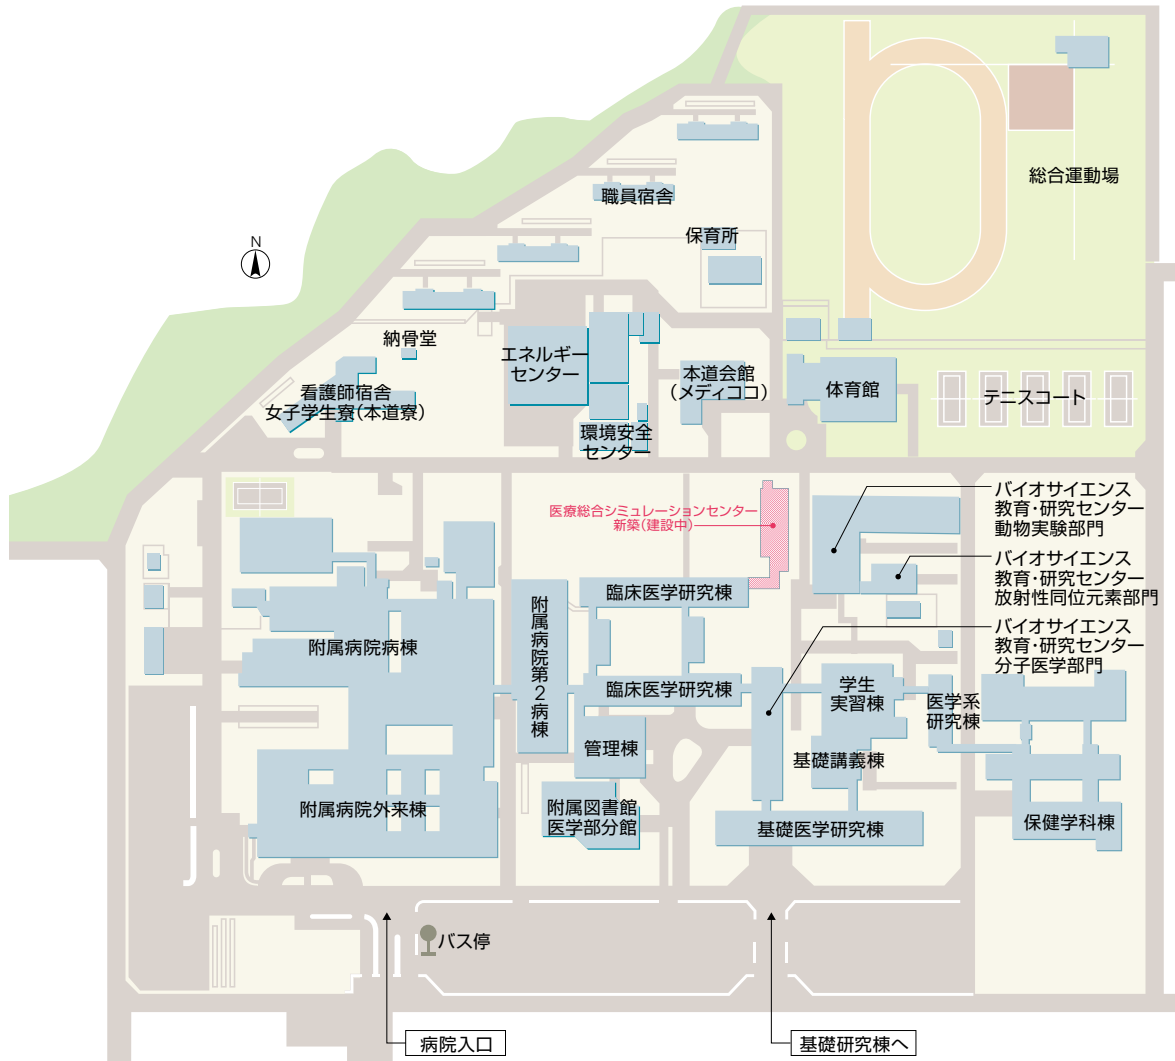 総合運動場
職員宿舎
保育所
N
納骨堂
エネルギー
センター
本道会館
(メディココ)
体育館
テニスコート
看護師宿舎
女子学生寮(本道寮)
環境安全
センター
医療総合シミュレーションセンター
新築(建設中)
バイオサイエンス
教育・研究センター
動物実験部門
バイオサイエンス
教育・研究センター
放射性同位元素部門
バイオサイエンス
教育・研究センター
分子医学部門
臨床医学研究棟
附属病院病棟
附属病院第2病棟
臨床医学研究棟
学生
実習棟
医学系
研究棟
管理棟
基礎講義棟
附属病院外来棟
附属図書館
医学部分館
基礎医学研究棟
保健学科棟
バス停
病院入口
基礎研究棟へ